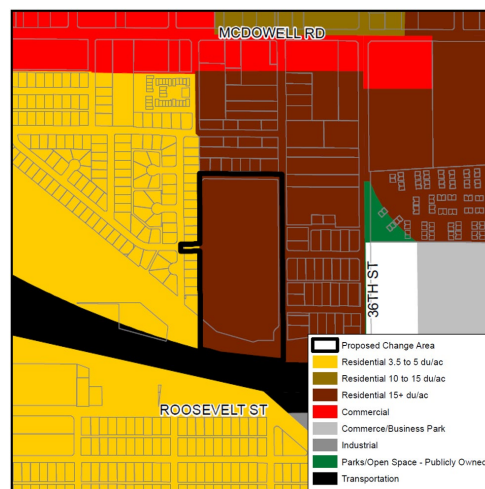 MCDOWELL RD
36TH ST
ROOSEVELT ST
Proposed Change Area
Residential 3.5 to 5 du/ac
Residential 10 to 15 du/ac
Residential 15+ du/ac
Commercial
Commerce/Business Park
Industrial
Parks/Open Space - Publicly Owned
Transportation